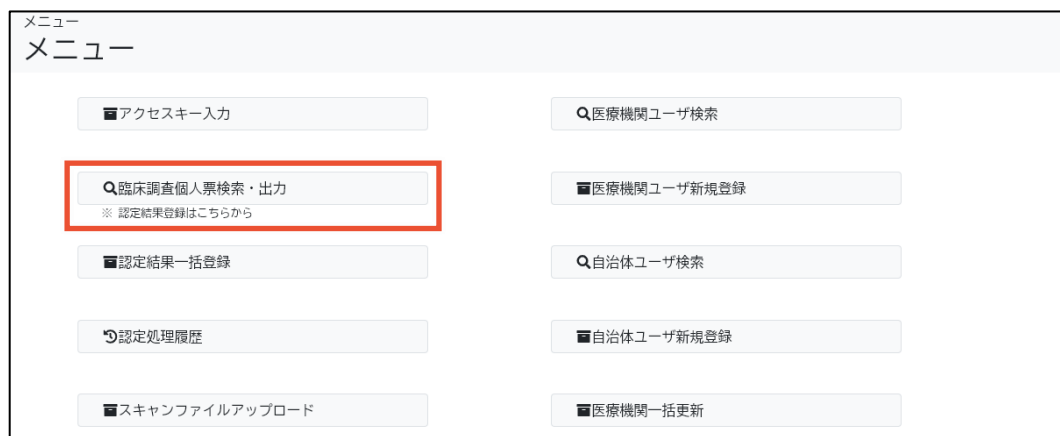 メニュー
メニュー
アクセスキー入力
医療機関ユーザ検索
臨床調査個人票検索・出力
※ 認定結果登録はこちらから
医療機関ユーザ新規登録
認定結果一括登録
自治体ユーザ検索
認定処理履歴
自治体ユーザ新規登録
スキャンファイルアップロード
医療機関一括更新